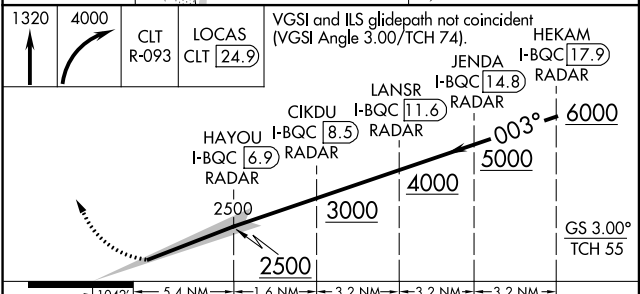 1320
4000
CLT
R-093
LOCAS
CLT 24.9
VGSI and ILS glidepath not coincident
(VGSI Angle 3.00/TCH 74).
HEKAM
I-BQC 17.9
RADAR
JENDA
I-BQC 14.8
RADAR
LANSR
I-BQC 11.6
RADAR
CIKDU
I-BQC 8.5
RADAR
HAYOU
I-BQC 6.9
RADAR
003°
6000
5000
4000
3000
2500
2500
GS 3.00°
TCH 55
5.4 NM
1.6 NM
3.2 NM
3.2 NM
3.2 NM